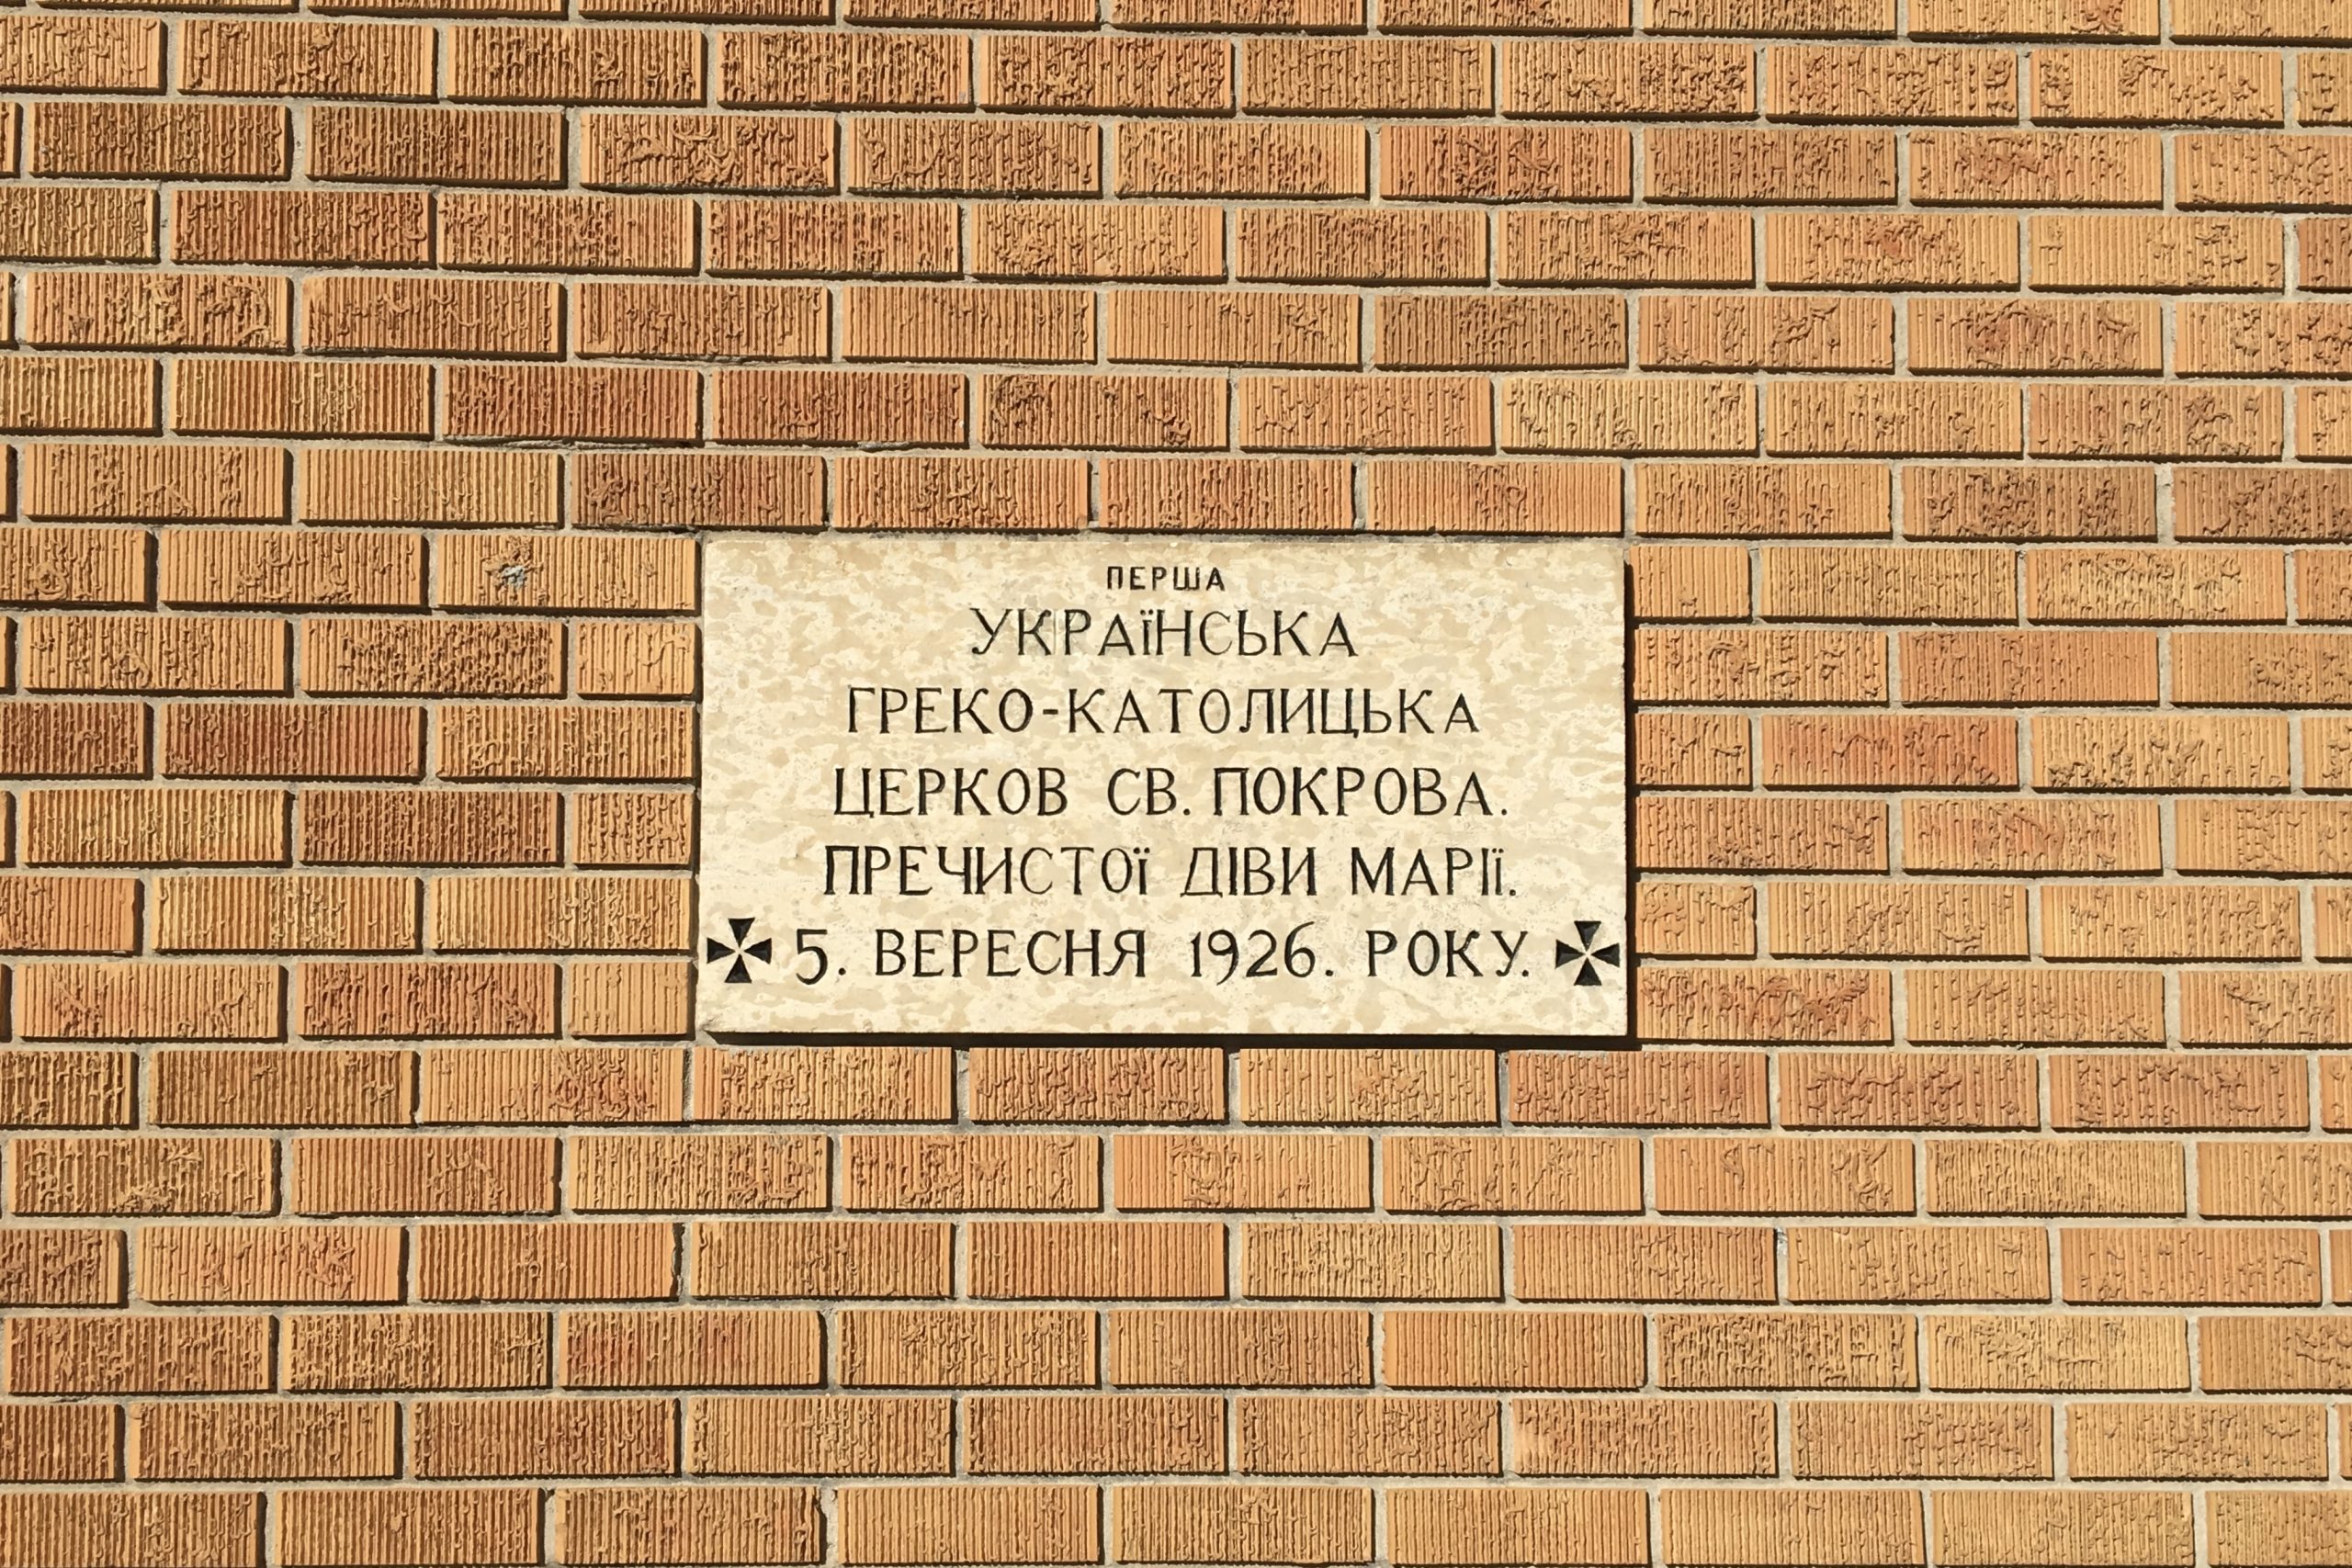 ПЕРША
УКРАЇНСЬКА
ГРЕКО-КАТОЛИЦЬКА
ЦЕРКОВ СВ. ПОКРОВА.
ПРЕЧИСТОЇ ДІВИ МАРІЇ.
5. ВЕРЕСНЯ 1926. РОКУ.